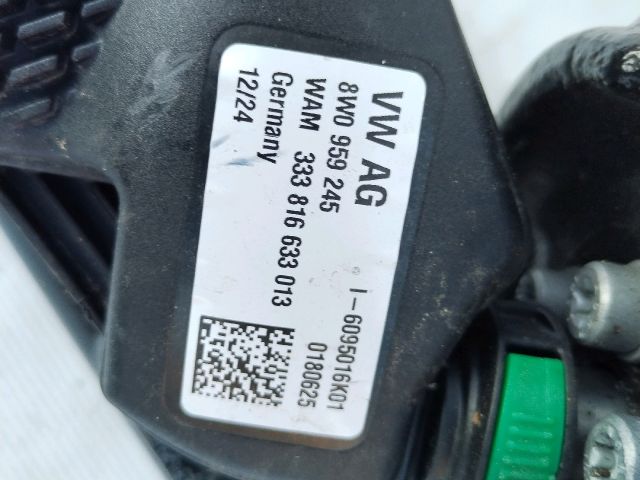 VW AG
8W0 959 245
I-6095016K01
WAM 333 816 633 013
0180625
Germany
12/24